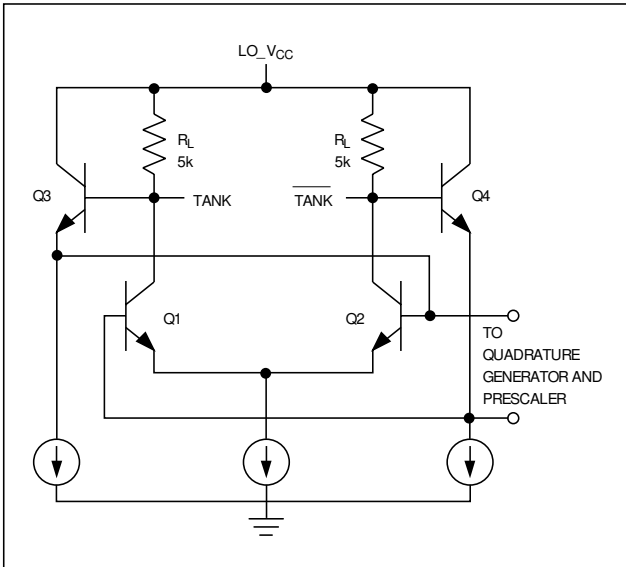 LO_VCC
RL
5k
RL
5k
Q3
TANK
TANK
Q4
Q1
Q2
TO
QUADRATURE
GENERATOR AND
PRESCALER